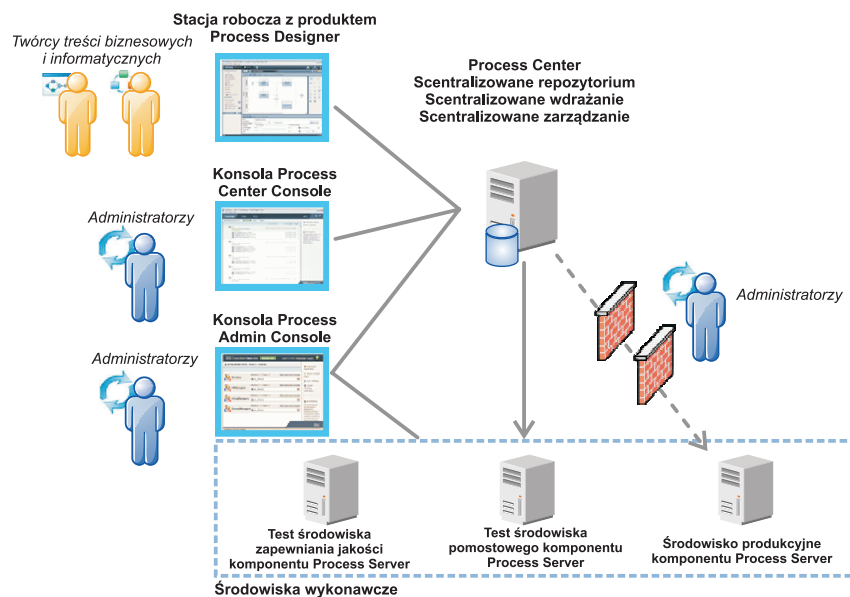 Stacja robocza z produktem
Process Designer
Twórcy treści biznesowych
i informatycznych
Process Center
Scentralizowane repozytorium
Scentralizowane wdrażanie
Scentralizowane zarządzanie
Konsola Process
Center Console
Administratorzy
Administratorzy
Konsola Process
Admin Console
Administratorzy
Test środowiska
zapewniania jakości
komponentu Process Server
Test środowiska
pomostowego komponentu
Process Server
Środowisko produkcyjne
komponentu Process Server
Środowiska wykonawcze